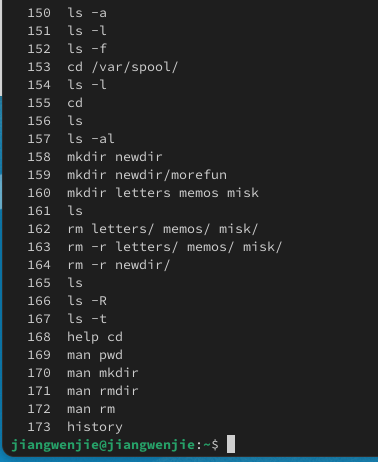 150 ls -a
151 ls -l
152 ls -f
153 cd /var/spool/
154 ls -l
155 cd
156 ls
157 ls -al
158 mkdir newdir
159 mkdir newdir/morefun
160 mkdir letters memos misk
161 ls
162 rm letters/ memos/ misk/
163 rm -r letters/ memos/ misk/
164 rm -r newdir/
165 ls
166 ls -R
167 ls -t
168 help cd
169 man pwd
170 man mkdir
171 man rmdir
172 man rm
173 history
jiangwenjie@jiangwenjie:~$